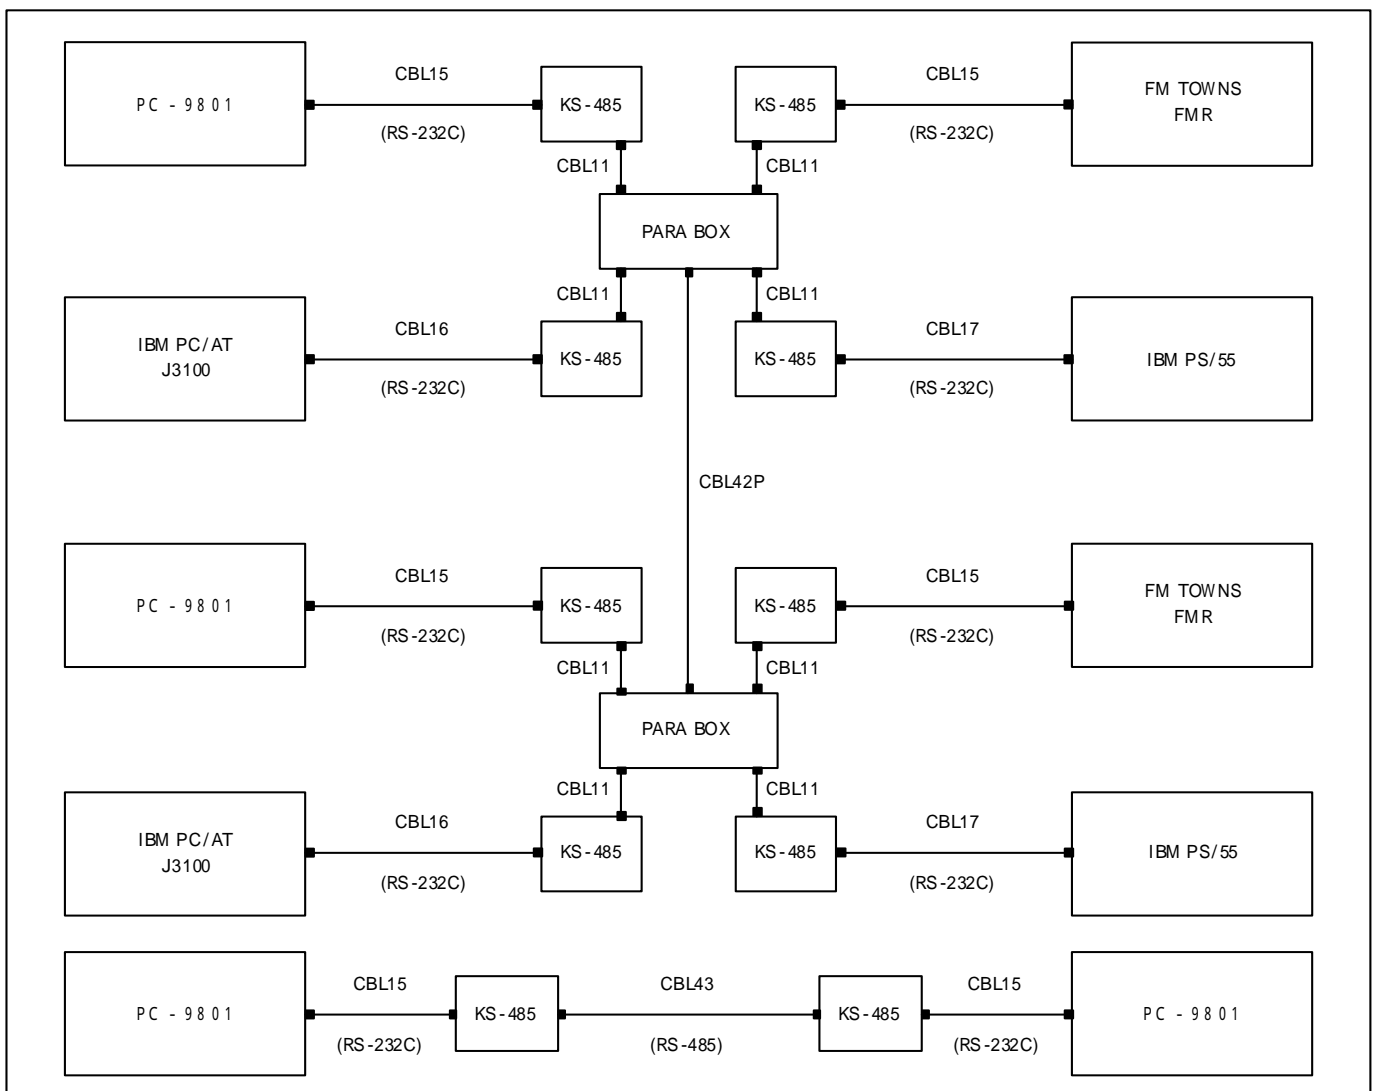 CBL15
CBL15
PC-9801
KS-485
KS-485
FM TOWNS
FMR
(RS-232C)
(RS-232C)
CBL11
CBL11
PARA BOX
CBL11
CBL11
CBL16
CBL17
IBM PC/AT
J3100
KS-485
KS-485
IBM PS/55
(RS-232C)
(RS-232C)
CBL42P
CBL15
CBL15
PC-9801
KS-485
KS-485
FM TOWNS
FMR
(RS-232C)
(RS-232C)
CBL11
CBL11
PARA BOX
CBL11
CBL11
CBL16
CBL17
IBM PC/AT
J3100
KS-485
KS-485
IBM PS/55
(RS-232C)
(RS-232C)
CBL15
CBL43
CBL15
PC-9801
KS-485
KS-485
PC-9801
(RS-232C)
(RS-485)
(RS-232C)